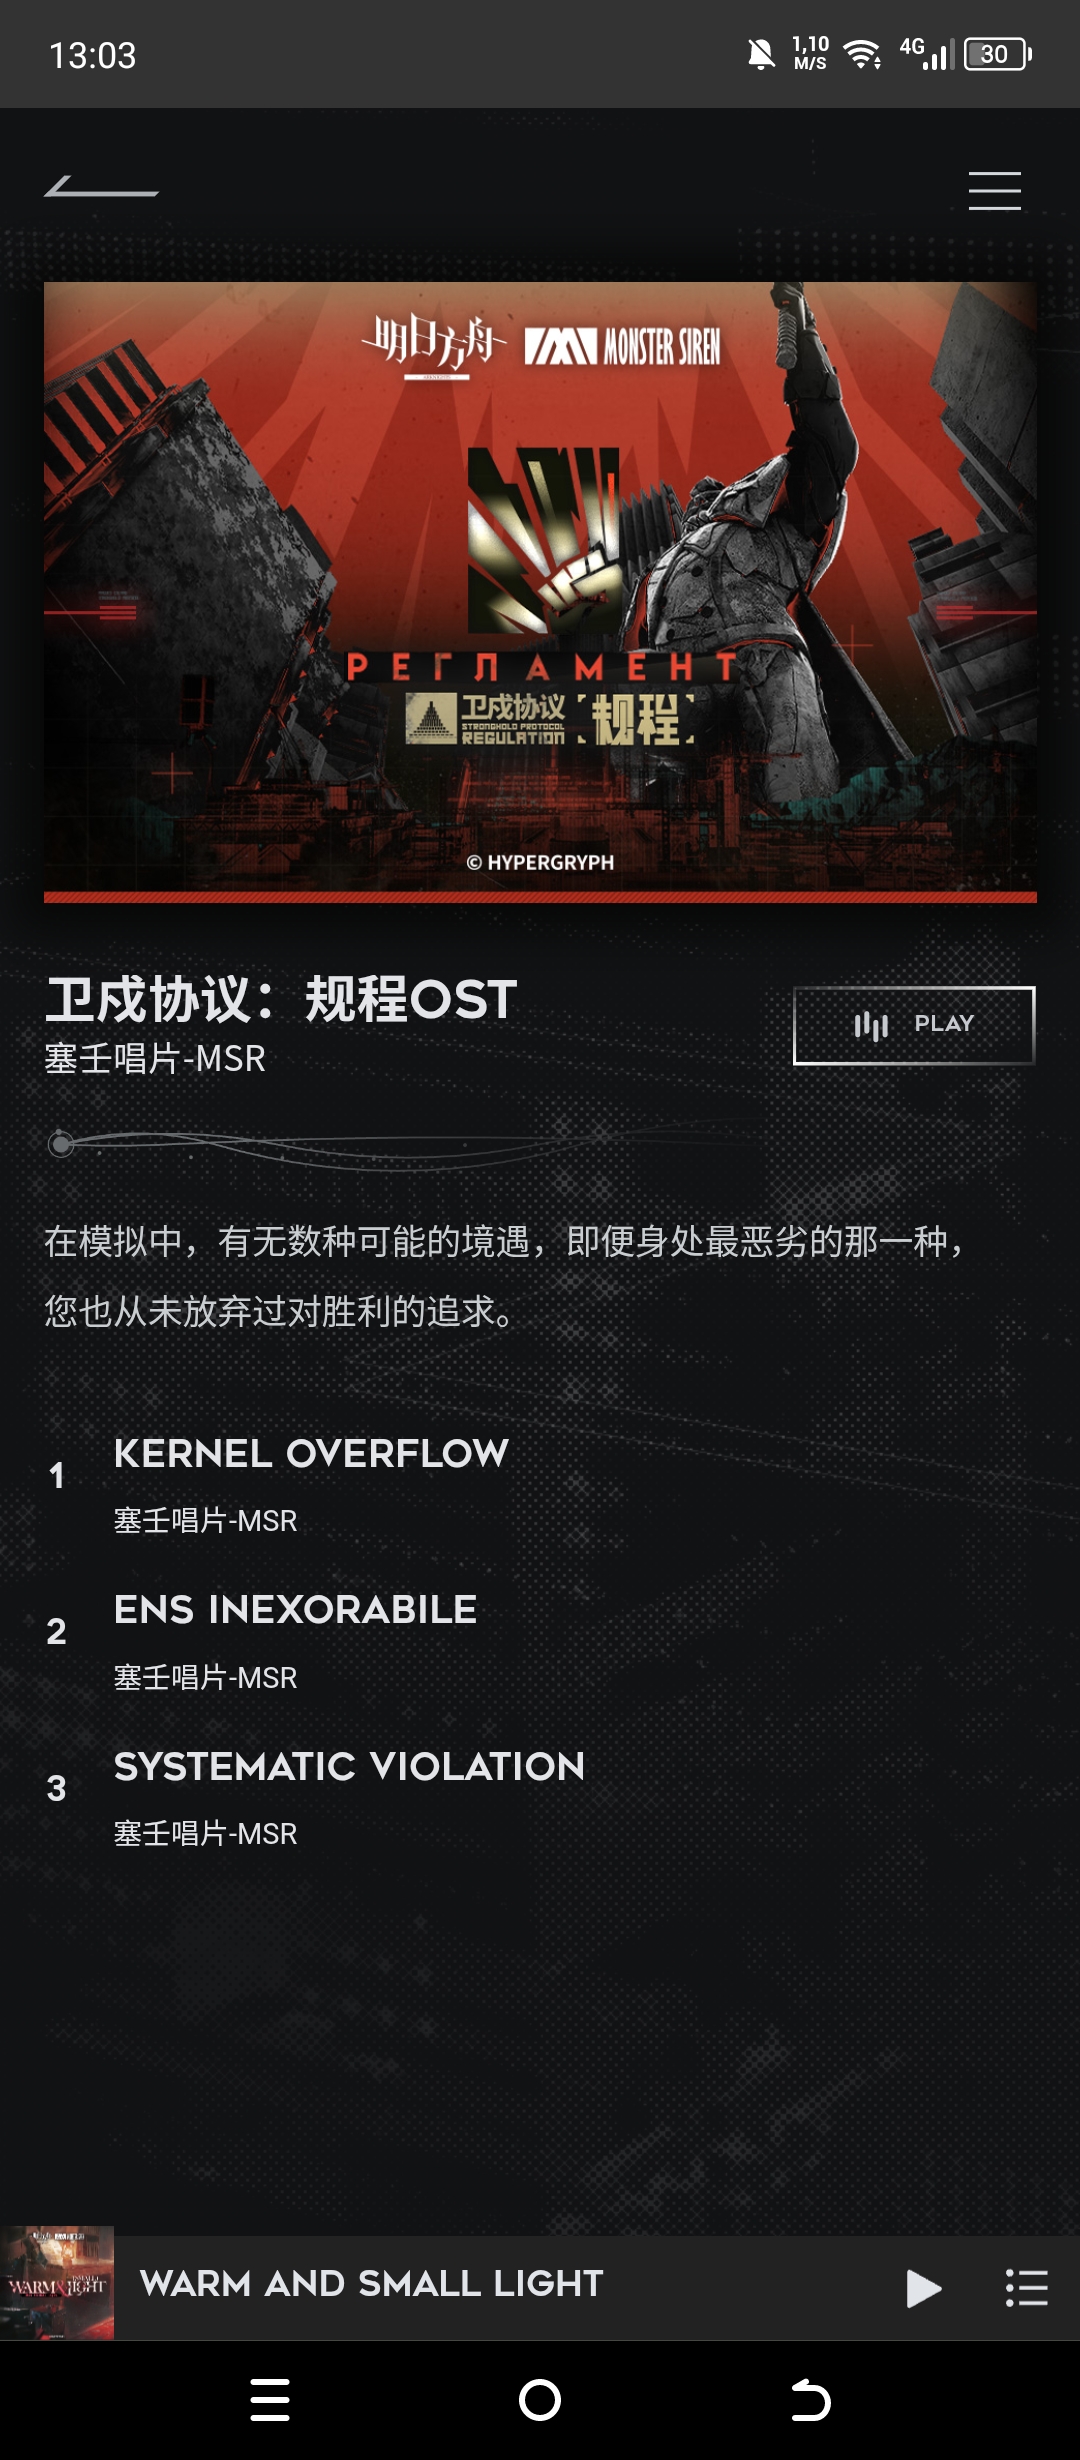 13:03
1,10
M/S
4G
30
明日方舟
MONSTER SIREN
РЕГЛАМЕНТ
卫戍协议
STRONGHOLD PROTOCOL
REGULATION
[规程]
© HYPERGRYPH
卫戍协议：规程OST
塞壬唱片-MSR
PLAY
在模拟中，有无数种可能的境遇，即便身处最恶劣的那一种，
您也从未放弃过对胜利的追求。
1
KERNEL OVERFLOW
塞壬唱片-MSR
2
ENS INEXORABILE
塞壬唱片-MSR
3
SYSTEMATIC VIOLATION
塞壬唱片-MSR
WARM AND SMALL LIGHT